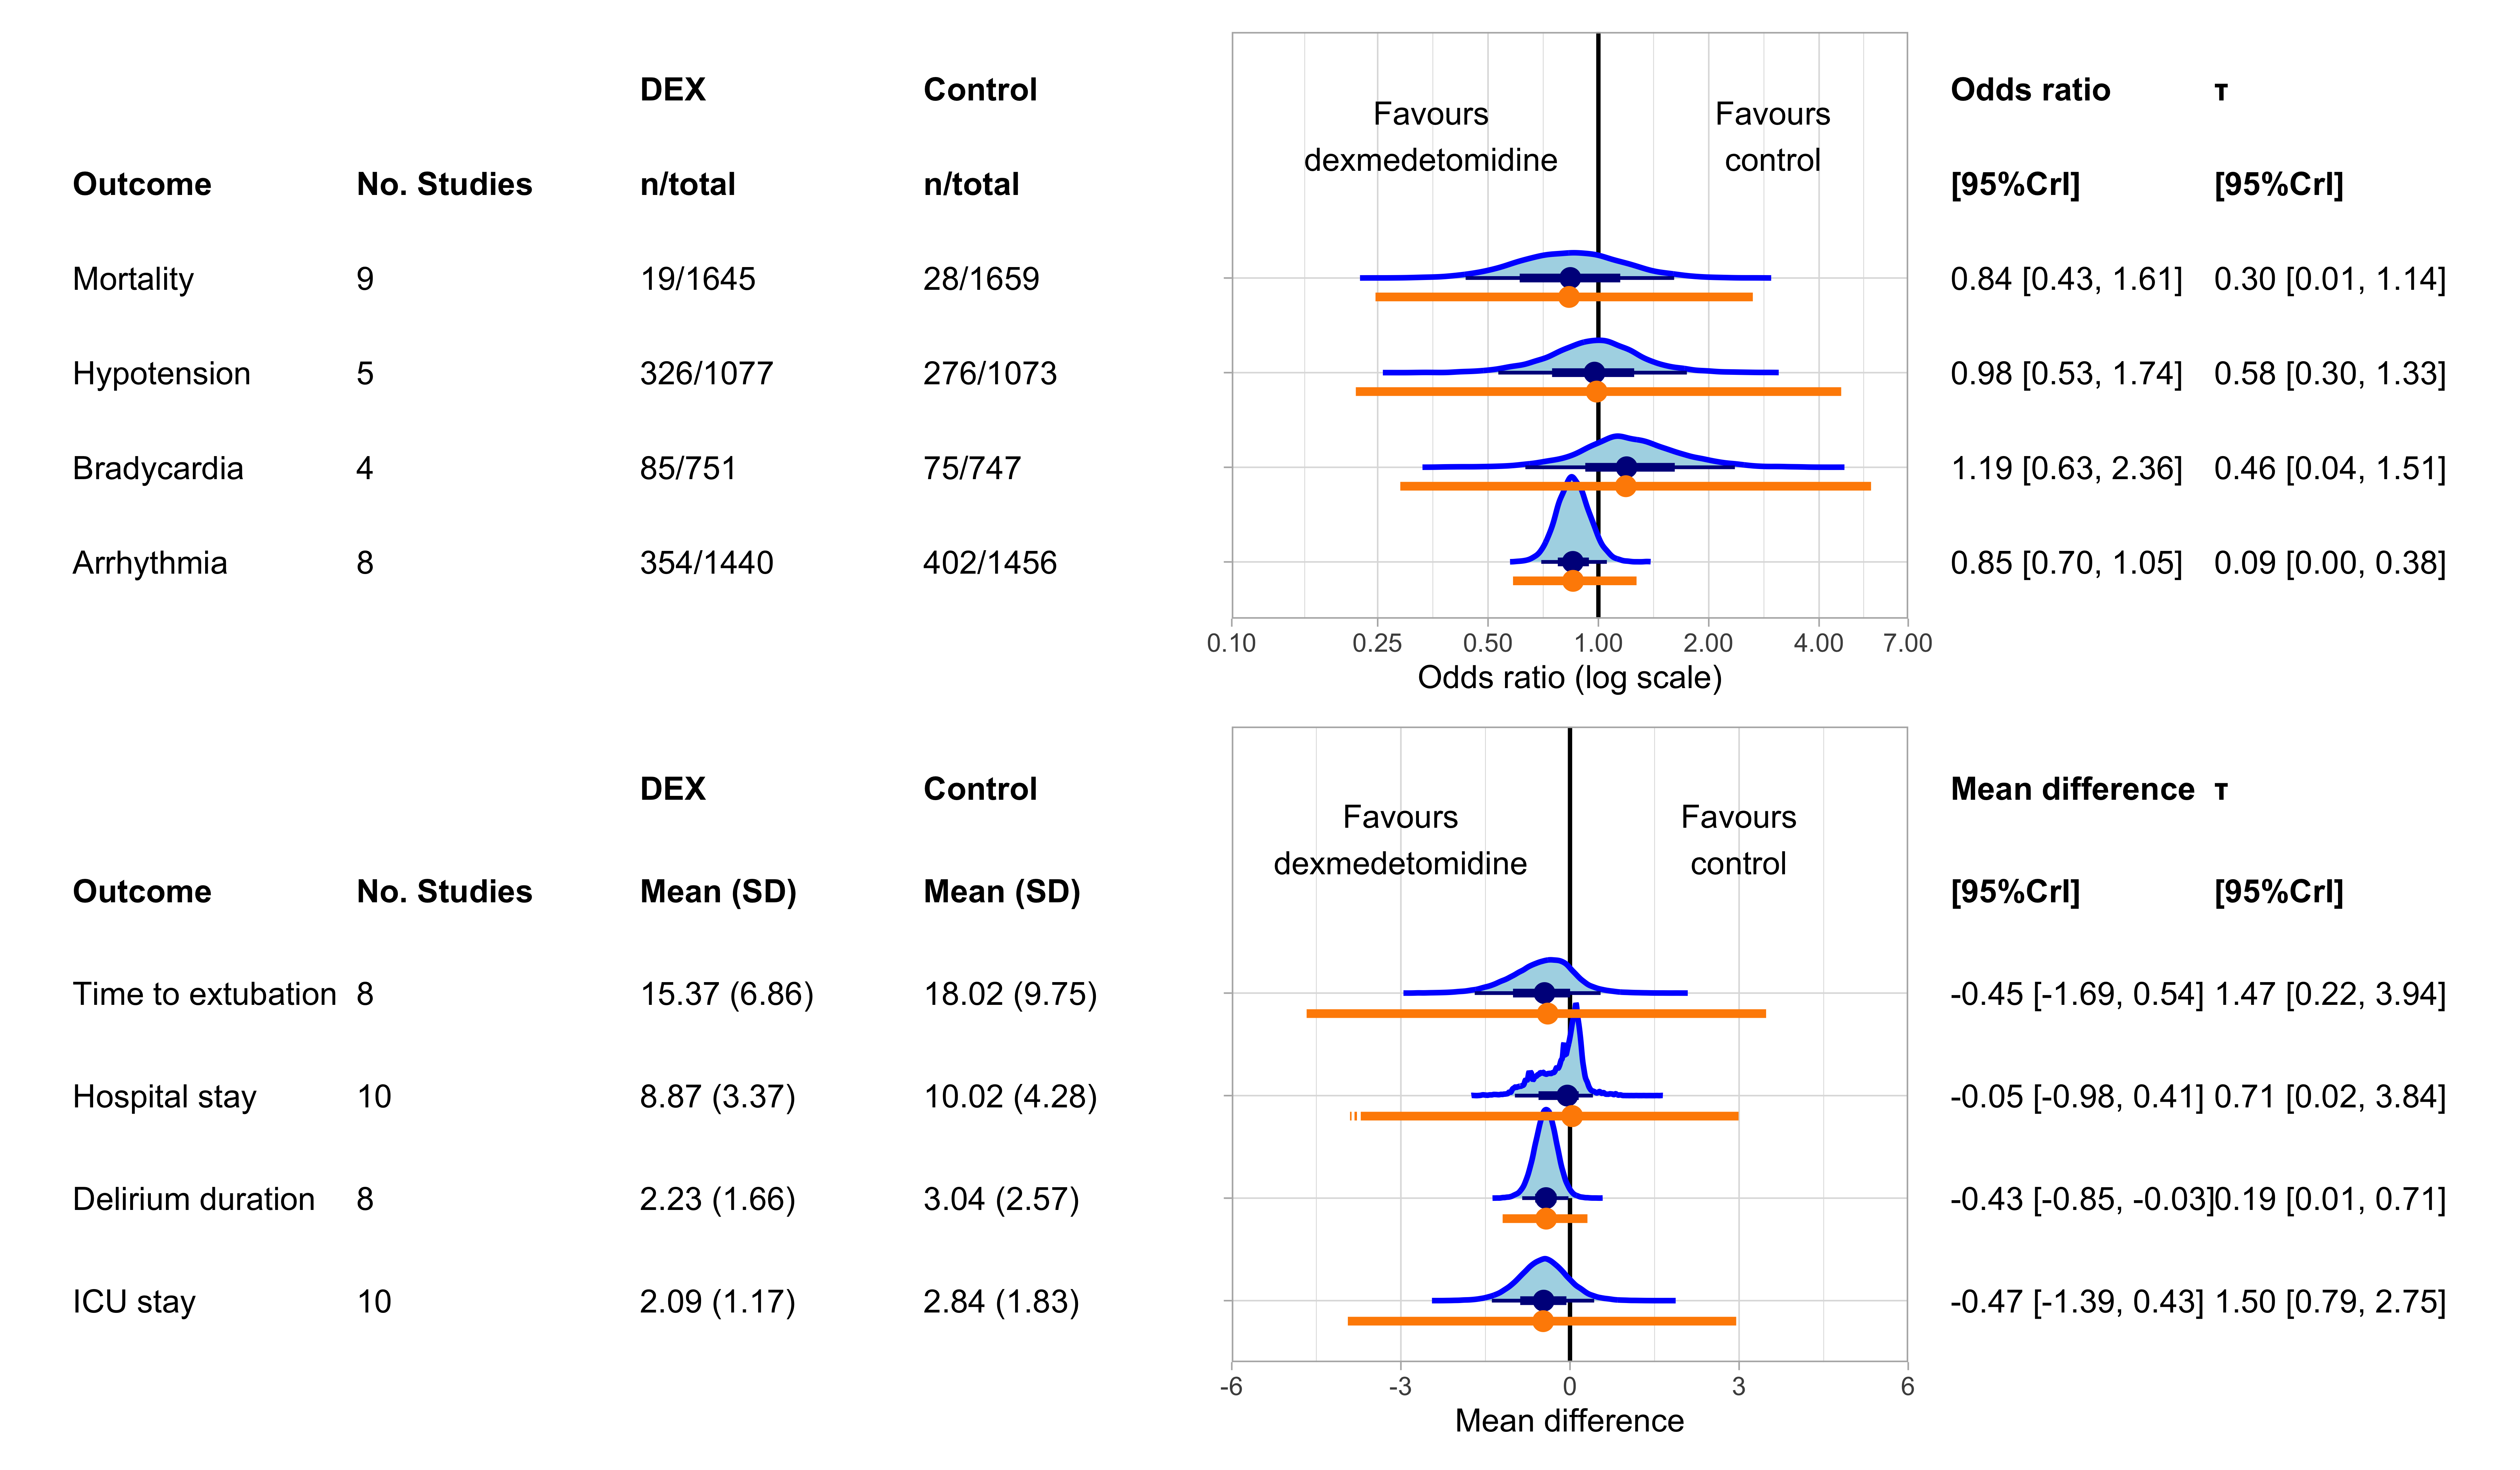 DEX Control Odds ratio τ
Favours Favours
dexmedetomidine control
Outcome No. Studies n/total n/total [95%CrI] [95%CrI]
Mortality 9 19/1645 28/1659 0.84 [0.43, 1.61] 0.30 [0.01, 1.14]
Hypotension 5 326/1077 276/1073 0.98 [0.53, 1.74] 0.58 [0.30, 1.33]
Bradycardia 4 85/751 75/747 1.19 [0.63, 2.36] 0.46 [0.04, 1.51]
Arrhythmia 8 354/1440 402/1456 0.85 [0.70, 1.05] 0.09 [0.00, 0.38]
0.10 0.25 0.50 1.00 2.00 4.00 7.00
Odds ratio (log scale)
DEX Control Mean difference τ
Favours Favours
dexmedetomidine control
Outcome No. Studies Mean (SD) Mean (SD) [95%CrI] [95%CrI]
Time to extubation 8 15.37 (6.86) 18.02 (9.75) -0.45 [-1.69, 0.54] 1.47 [0.22, 3.94]
Hospital stay 10 8.87 (3.37) 10.02 (4.28) -0.05 [-0.98, 0.41] 0.71 [0.02, 3.84]
Delirium duration 8 2.23 (1.66) 3.04 (2.57) -0.43 [-0.85, -0.03] 0.19 [0.01, 0.71]
ICU stay 10 2.09 (1.17) 2.84 (1.83) -0.47 [-1.39, 0.43] 1.50 [0.79, 2.75]
-6 -3 0 3 6
Mean difference